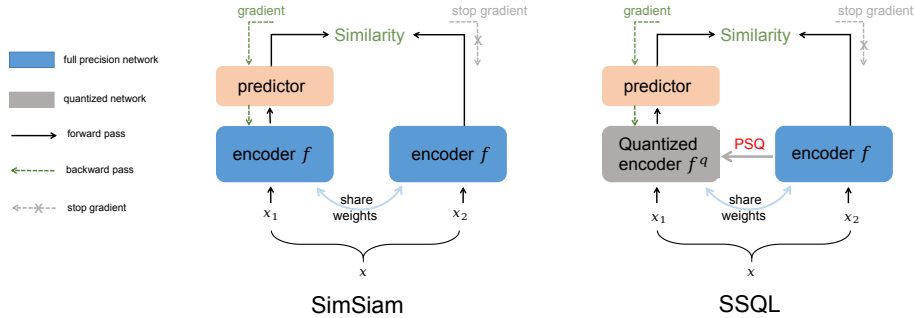 full precision network
quantized network
forward pass
backward pass
stop gradient
gradient
stop gradient
Similarity
predictor
encoder f
encoder f
share
weights
x₁
x₂
x
SimSiam
gradient
stop gradient
Similarity
predictor
Quantized
encoder f^q
PSQ
encoder f
share
weights
x₁
x₂
x
SSQL